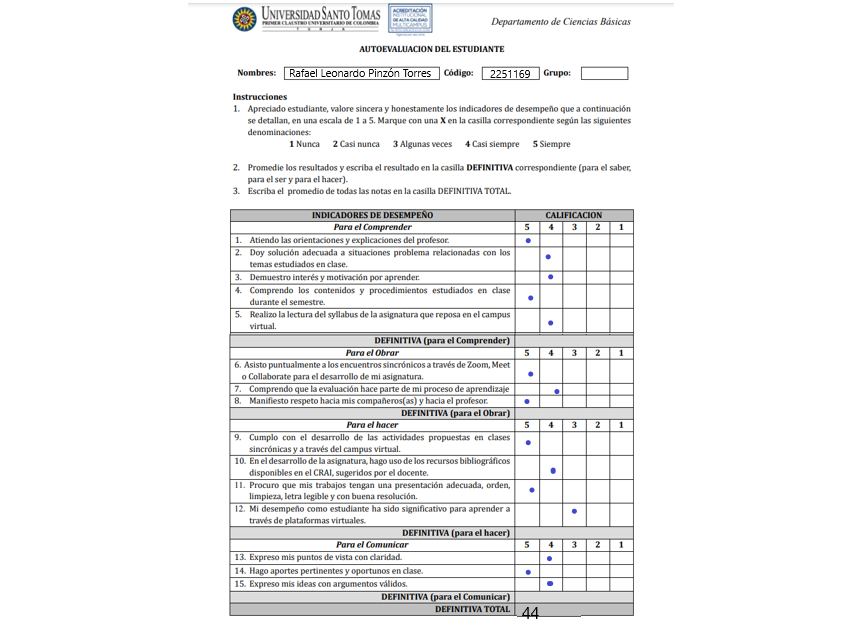 UNIVERSIDAD SANTO TOMAS
PRIMER CLAUSTRO UNIVERSITARIO DE COLOMBIA
T U N J A
ACREDITACIÓN
INSTITUCIONAL
DE ALTA CALIDAD
MULTICAMPUS
Departamento de Ciencias Básicas
AUTOEVALUACION DEL ESTUDIANTE
Nombres: Rafael Leonardo Pinzón Torres Código: 2251169 Grupo:
Instrucciones
1. Apreciado estudiante, valore sincera y honestamente los indicadores de desempeño que a continuación
se detallan, en una escala de 1 a 5. Marque con una X en la casilla correspondiente según las siguientes
denominaciones:
1 Nunca 2 Casi nunca 3 Algunas veces 4 Casi siempre 5 Siempre
2. Promedie los resultados y escriba el resultado en la casilla DEFINITIVA correspondiente (para el saber,
para el ser y para el hacer).
3. Escriba el promedio de todas las notas en la casilla DEFINITIVA TOTAL.
INDICADORES DE DESEMPEÑO CALIFICACION
Para el Comprender 5 4 3 2 1
1. Atiendo las orientaciones y explicaciones del profesor.
2. Doy solución adecuada a situaciones problema relacionadas con los
temas estudiados en clase.
3. Demuestro interés y motivación por aprender.
4. Comprendo los contenidos y procedimientos estudiados en clase
durante el semestre.
5. Realizo la lectura del syllabus de la asignatura que reposa en el campus
virtual.
DEFINITIVA (para el Comprender)
Para el Obrar 5 4 3 2 1
6. Asisto puntualmente a los encuentros sincrónicos a través de Zoom, Meet
o Collaborate para el desarrollo de mi asignatura.
7. Comprendo que la evaluación hace parte de mi proceso de aprendizaje
8. Manifiesto respeto hacia mis compañeros(as) y hacia el profesor.
DEFINITIVA (para el Obrar)
Para el hacer 5 4 3 2 1
9. Cumplo con el desarrollo de las actividades propuestas en clases
sincrónicas y a través del campus virtual.
10. En el desarrollo de la asignatura, hago uso de los recursos bibliográficos
disponibles en el CRAI, sugeridos por el docente.
11. Procuro que mis trabajos tengan una presentación adecuada, orden,
limpieza, letra legible y con buena resolución.
12. Mi desempeño como estudiante ha sido significativo para aprender a
través de plataformas virtuales.
DEFINITIVA (para el hacer)
Para el Comunicar 5 4 3 2 1
13. Expreso mis puntos de vista con claridad.
14. Hago aportes pertinentes y oportunos en clase.
15. Expreso mis ideas con argumentos válidos.
DEFINITIVA (para el Comunicar)
DEFINITIVA TOTAL 44